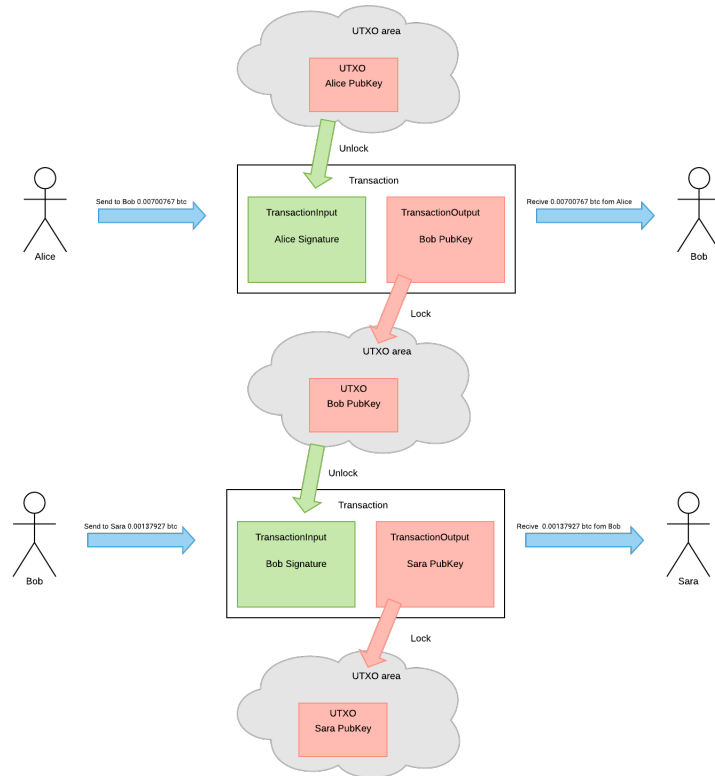 UTXO area
UTXO
Alice PubKey
Unlock
Transaction
Send to Bob 0.00700767 btc
Recive 0.00700767 btc fom Alice
TransactionInput
TransactionOutput
Alice Signature
Bob PubKey
Alice
Bob
Lock
UTXO area
UTXO
Bob PubKey
Unlock
Transaction
Send to Sara 0.00137927 btc
Recive  0.00137927 btc fom Bob
TransactionInput
TransactionOutput
Bob Signature
Sara PubKey
Bob
Sara
Lock
UTXO area
UTXO
Sara PubKey